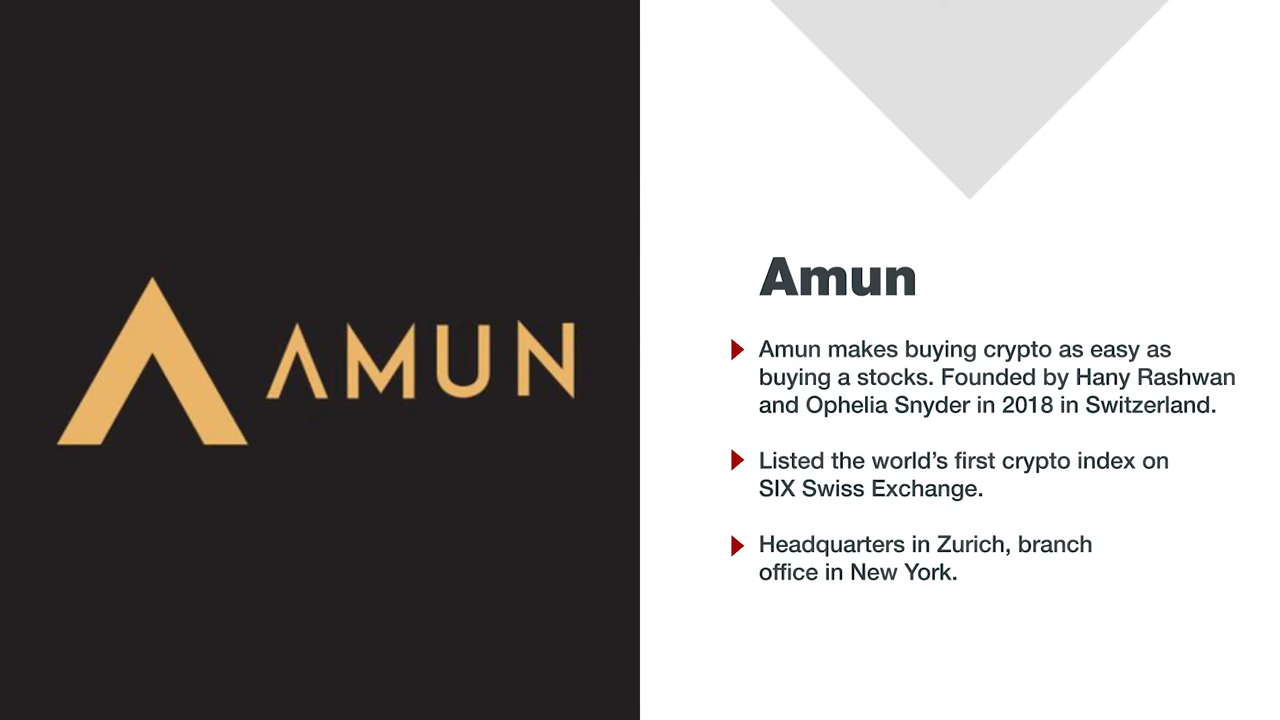 AMUN
Amun
Amun makes buying crypto as easy as
buying a stocks. Founded by Hany Rashwan
and Ophelia Snyder in 2018 in Switzerland.
Listed the world’s first crypto index on
SIX Swiss Exchange.
Headquarters in Zurich, branch
office in New York.